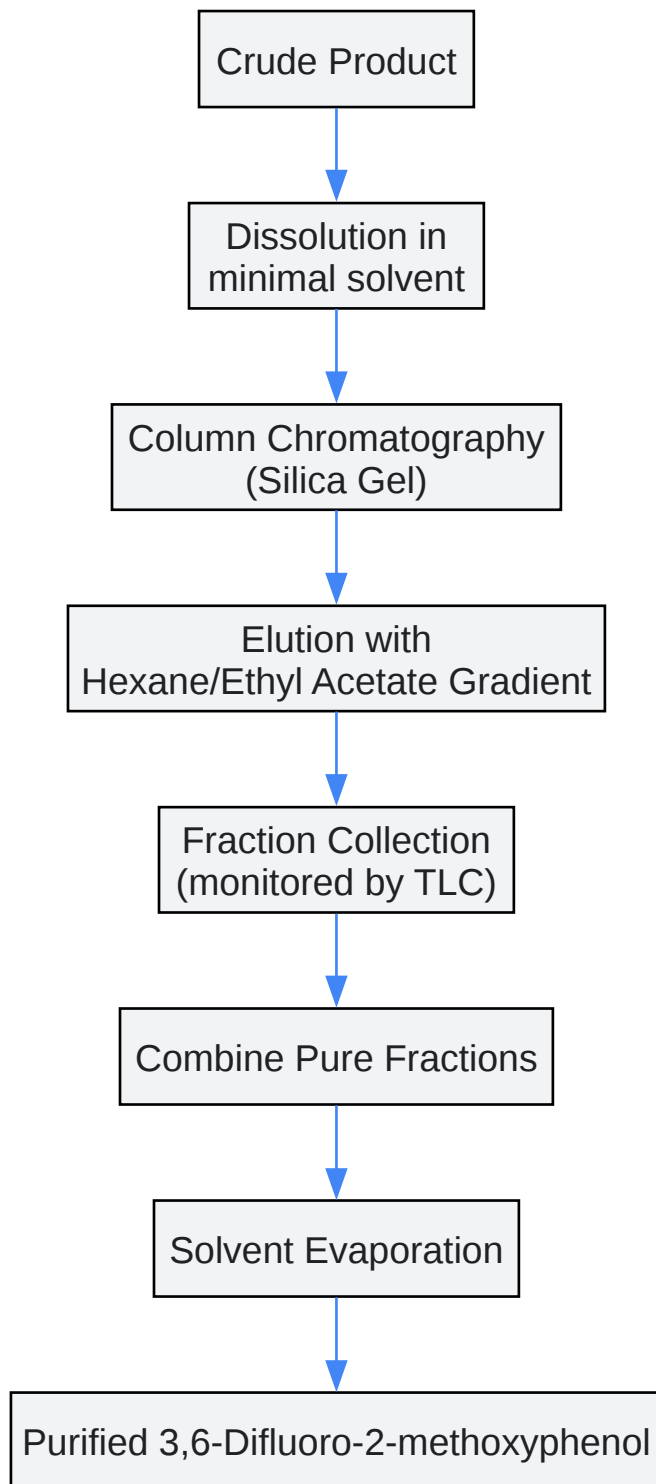 Crude Product
Dissolution in
minimal solvent
Column Chromatography
(Silica Gel)
Elution with
Hexane/Ethyl Acetate Gradient
Fraction Collection
(monitored by TLC)
Combine Pure Fractions
Solvent Evaporation
Purified 3,6-Difluoro-2-methoxyphenol